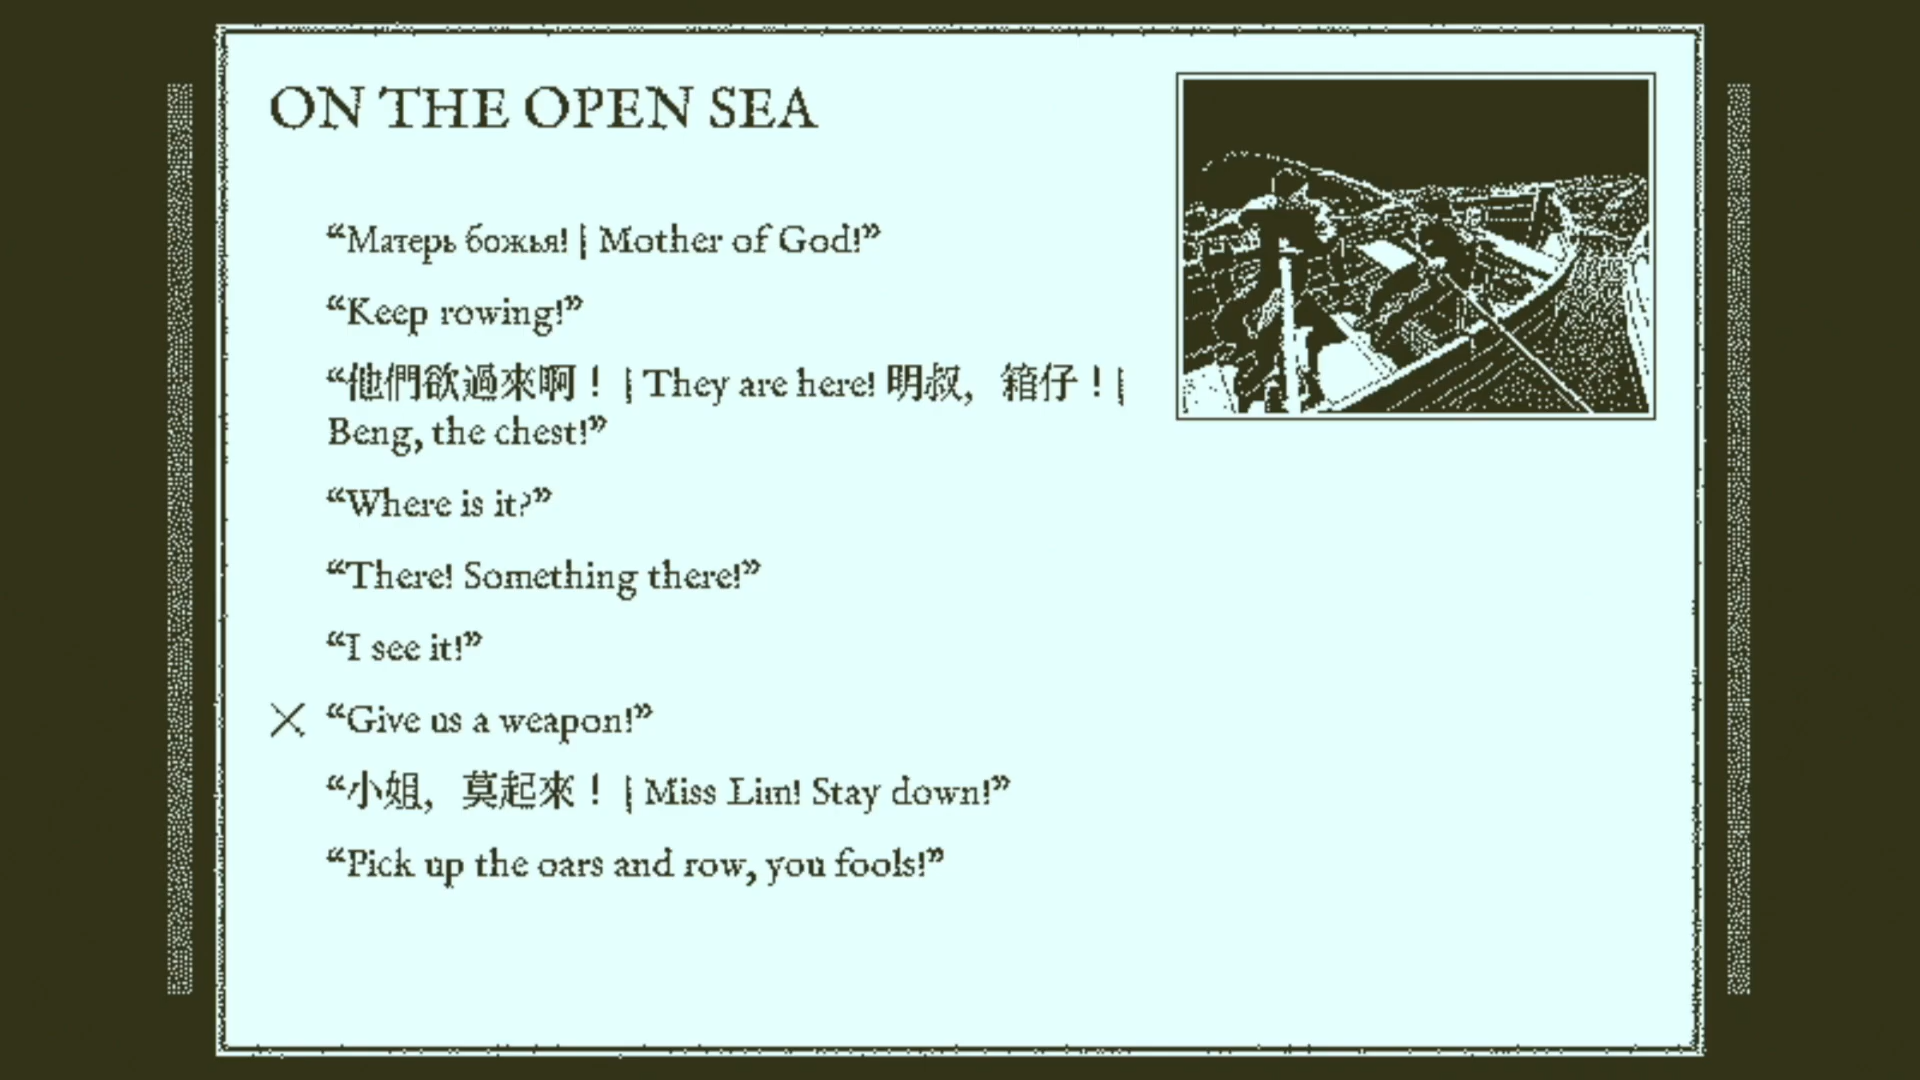 ON THE OPEN SEA
“Матерь божья! | Mother of God!”
“Keep rowing!”
“他們欲過來啊！ | They are here! 明叔，箱仔！ |
Beng, the chest!”
“Where is it?”
“There! Something there!”
“I see it!”
“Give us a weapon!”
“小姐，莫起來！ | Miss Lim! Stay down!”
“Pick up the oars and row, you fools!”